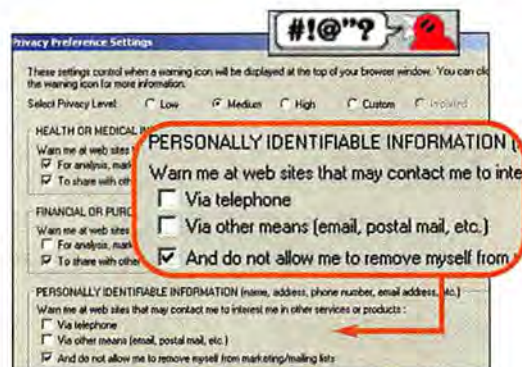 #!@"?
Privacy Preference Settings
These settings control when a warning icon will be displayed at the top of your browser window. You can clic
the warning icon for more information.
Select Privacy Level: Low Medium High Custom Imported
HEALTH OR MEDICAL IN
Warn me at web sites
For analysis, mark
To share with oth
FINANCIAL OR PURC
Warn me at web sites
For analysis, mark
To share with other
PERSONALLY IDENTIFIABLE INFORMATION (
Warn me at web sites that may contact me to inte
Via telephone
Via other means (email, postal mail, etc.)
And do not allow me to remove myself from
PERSONALLY IDENTIFIABLE INFORMATION (name, address, phone number, email address, etc.)
Warn me at web sites that may contact me to interest me in other services or products :
Via telephone
Via other means (email, postal mail, etc.)
And do not allow me to remove myself from marketing/mailing lists